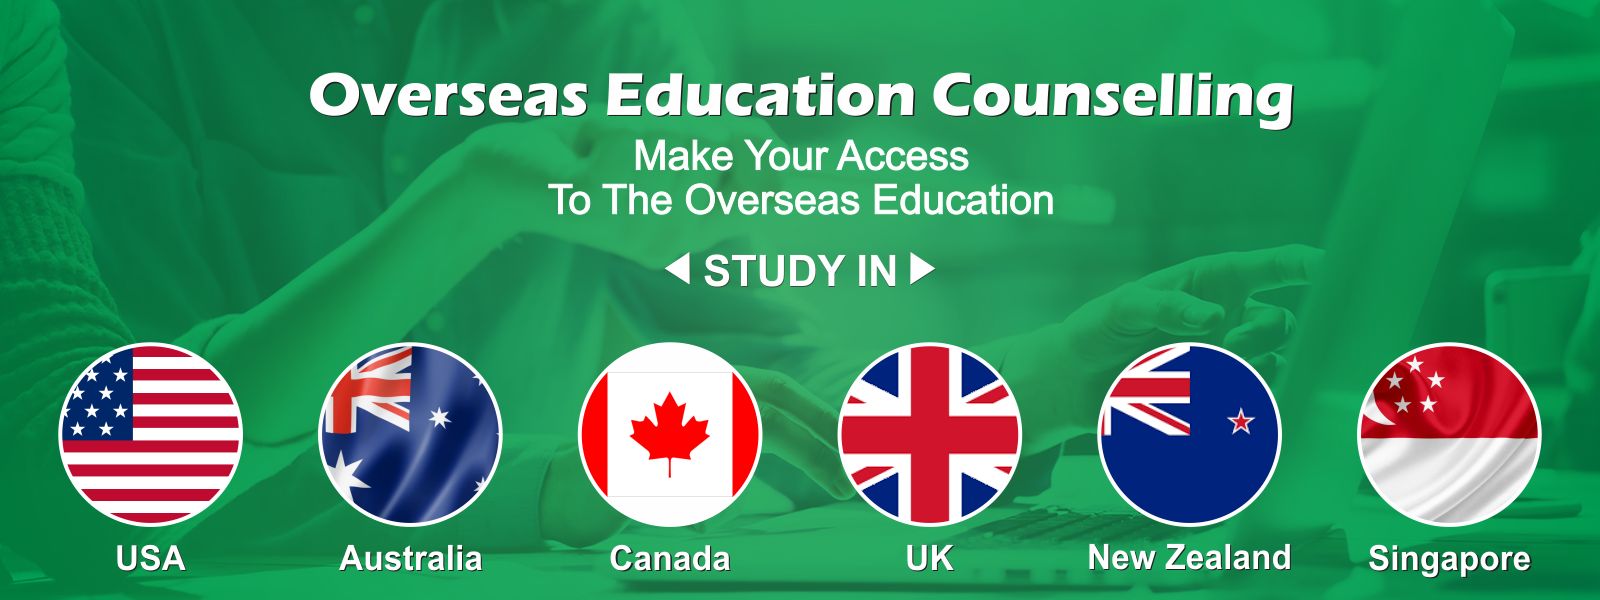 Overseas Education Counselling
Make Your Access
To The Overseas Education
STUDY IN
USA
Australia
Canada
UK
New Zealand
Singapore